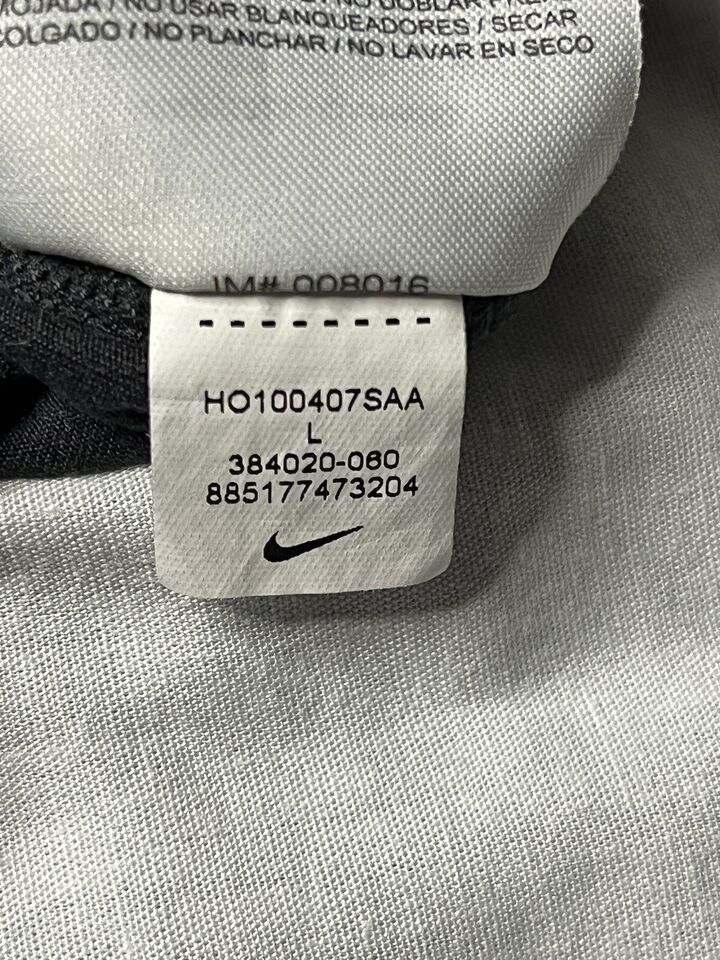 MOJADA / NO USAR BLANQUEADORES / SECAR
COLGADO / NO PLANCHAR / NO LAVAR EN SECO
IM# 008016
HO100407SAA
L
384020-060
885177473204